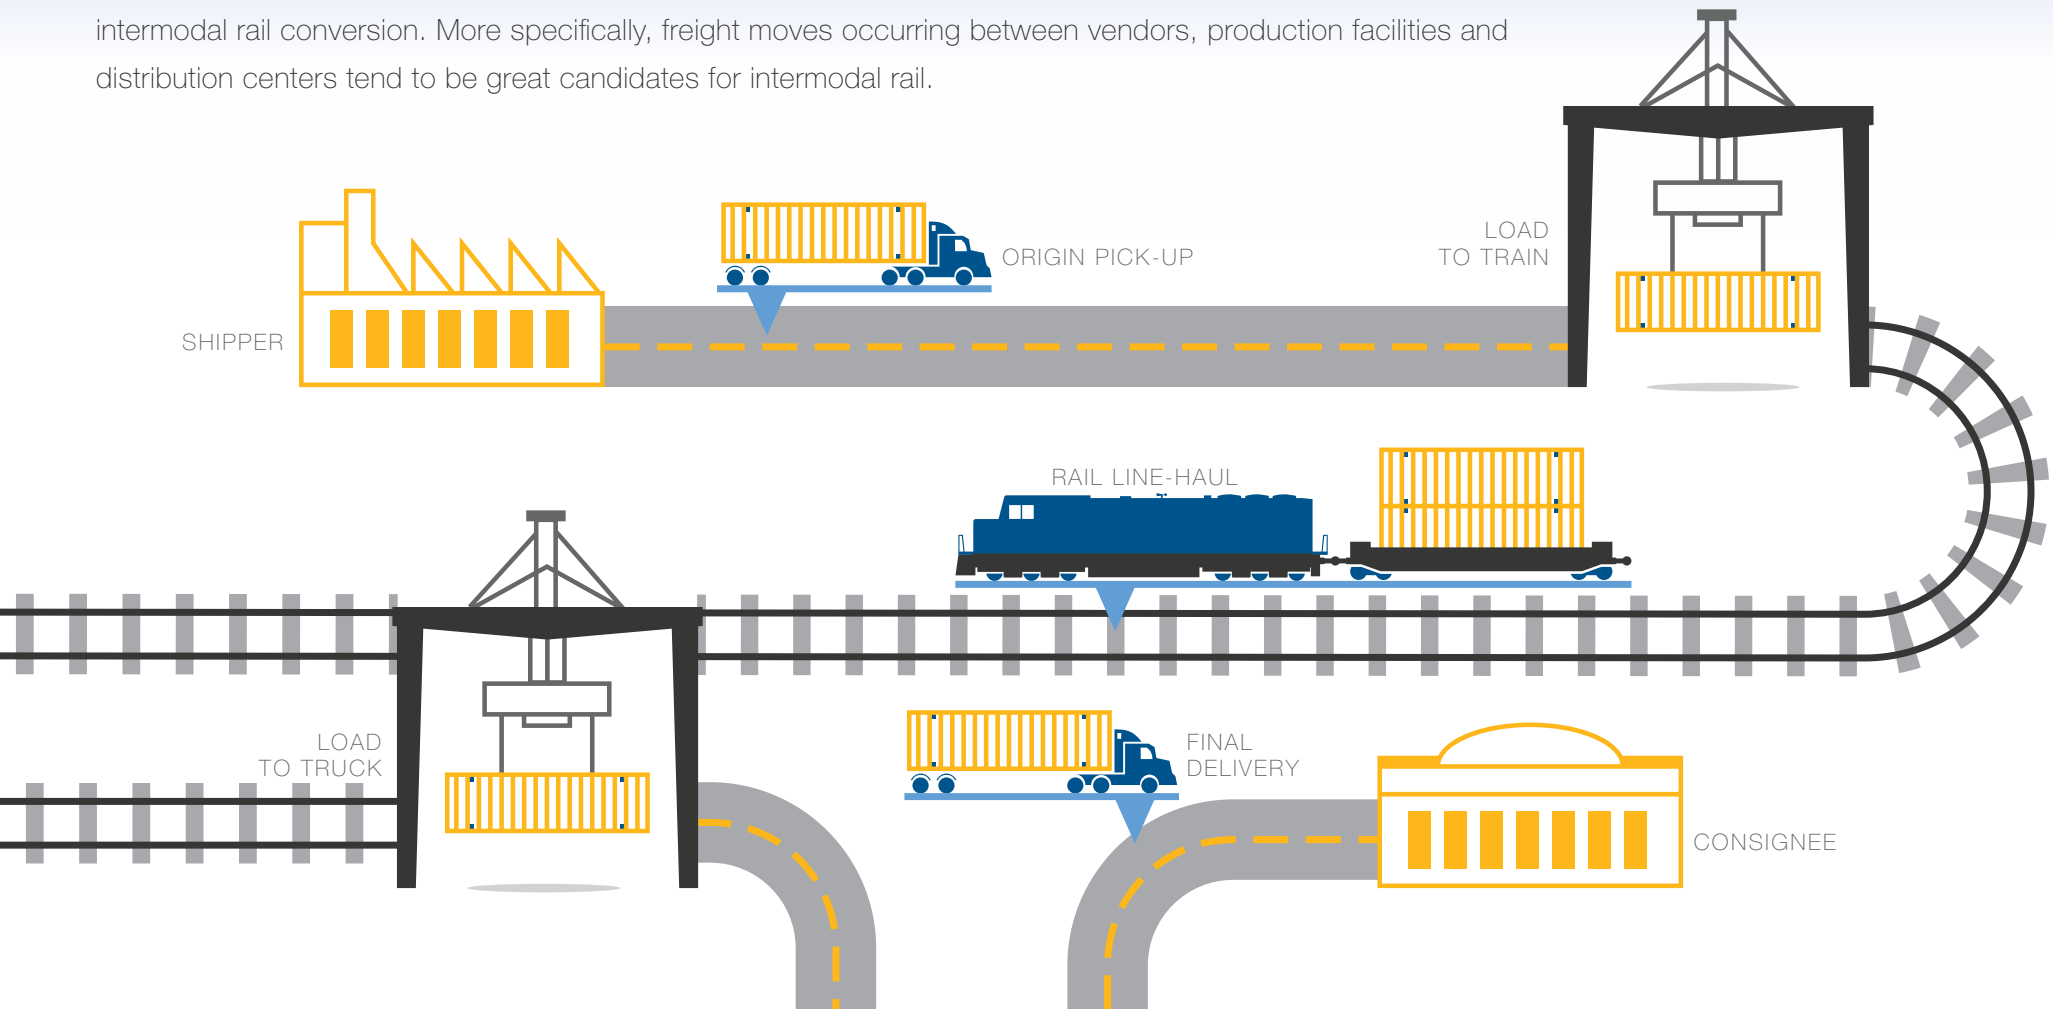 intermodal rail conversion. More specifically, freight moves occurring between vendors, production facilities and
distribution centers tend to be great candidates for intermodal rail.
SHIPPER
ORIGIN PICK-UP
LOAD
TO TRAIN
RAIL LINE-HAUL
LOAD
TO TRUCK
FINAL
DELIVERY
CONSIGNEE